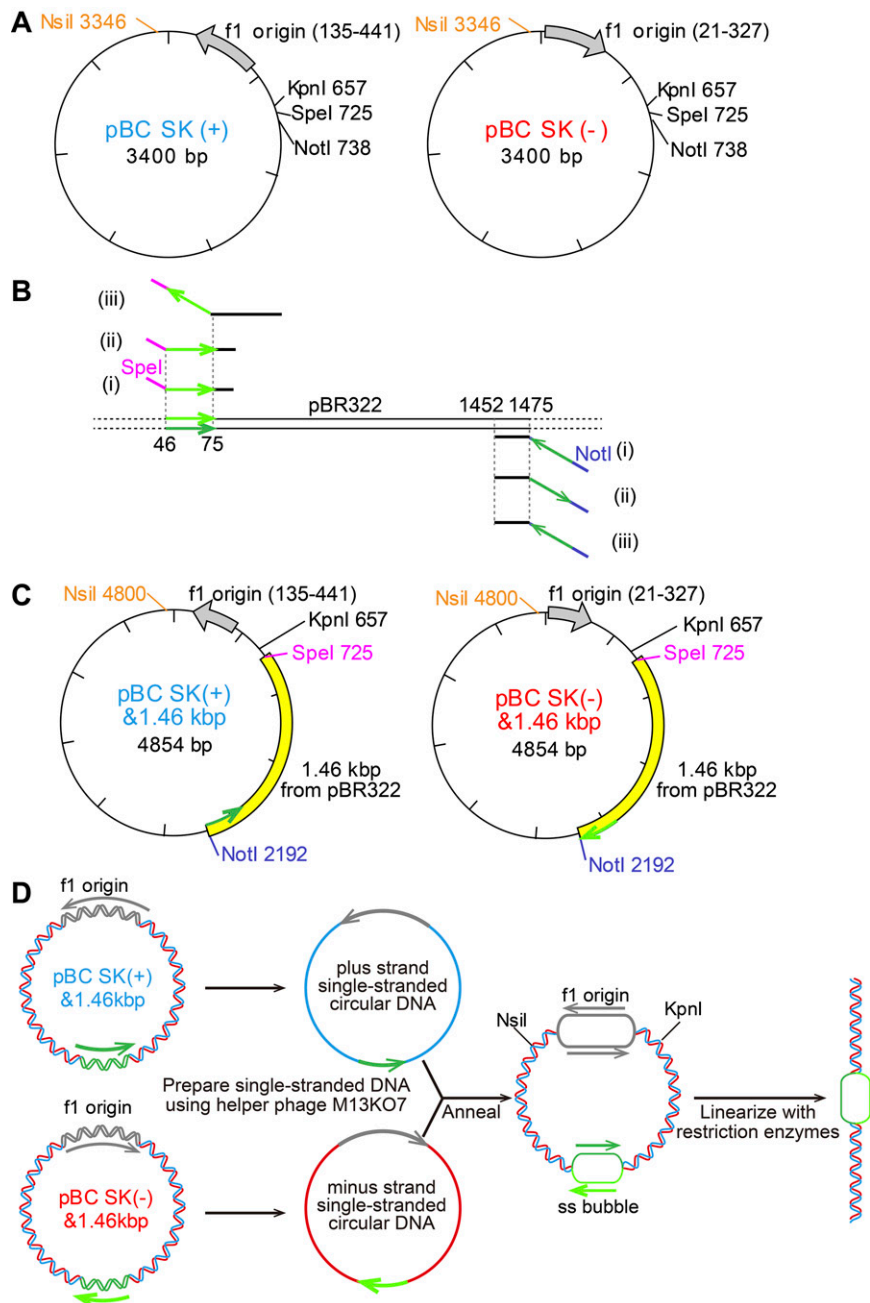 A
NsiI 3346
f1 origin (135-441)
KpnI 657
SpeI 725
NotI 738
pBC SK (+)
3400 bp
NsiI 3346
f1 origin (21-327)
KpnI 657
SpeI 725
NotI 738
pBC SK (-)
3400 bp
B
(iii)
(ii)
SpeI
(i)
pBR322
1452 1475
46 75
NotI (i)
(ii)
(iii)
C
NsiI 4800
f1 origin (135-441)
KpnI 657
SpeI 725
pBC SK(+)
&1.46 kbp
4854 bp
1.46 kbp
from pBR322
NotI 2192
NsiI 4800
f1 origin (21-327)
KpnI 657
SpeI 725
pBC SK(-)
&1.46 kbp
4854 bp
1.46 kbp
from pBR322
NotI 2192
D
f1 origin
pBC SK(+)
&1.46kbp
plus strand
single-stranded
circular DNA
Prepare single-stranded DNA
using helper phage M13KO7
f1 origin
pBC SK(-)
&1.46kbp
minus strand
single-stranded
circular DNA
Anneal
NsiI
f1 origin
KpnI
ss bubble
Linearize with
restriction enzymes